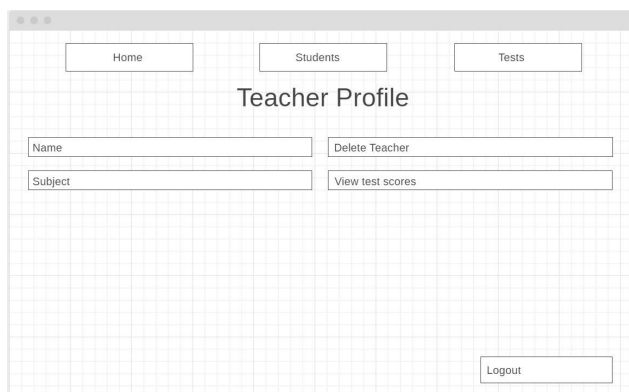 Home Students Tests
Teacher Profile
Name Delete Teacher
Subject View test scores
Logout